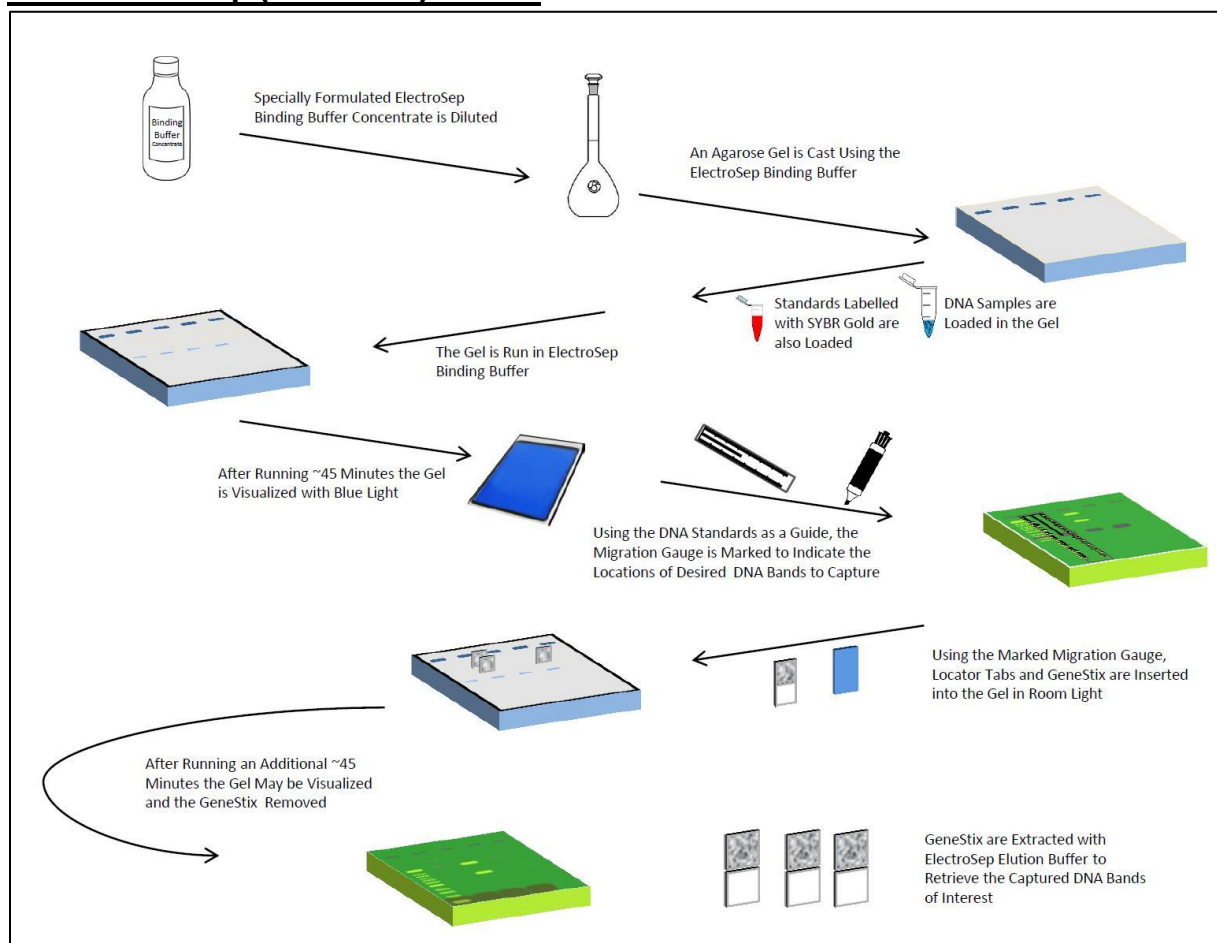 Binding
Buffer
Concentrate
Specially Formulated ElectroSep
Binding Buffer Concentrate is Diluted
An Agarose Gel is Cast Using the
ElectroSep Binding Buffer
Standards Labelled
with SYBR Gold are
also Loaded
DNA Samples are
Loaded in the Gel
The Gel is Run in ElectroSep
Binding Buffer
After Running ~45 Minutes the Gel
is Visualized with Blue Light
Using the DNA Standards as a Guide, the
Migration Gauge is Marked to Indicate the
Locations of Desired DNA Bands to Capture
Using the Marked Migration Gauge,
Locator Tabs and GeneStix are Inserted
into the Gel in Room Light
After Running an Additional ~45
Minutes the Gel May be Visualized
and the GeneStix Removed
GeneStix are Extracted with
ElectroSep Elution Buffer to
Retrieve the Captured DNA Bands
of Interest